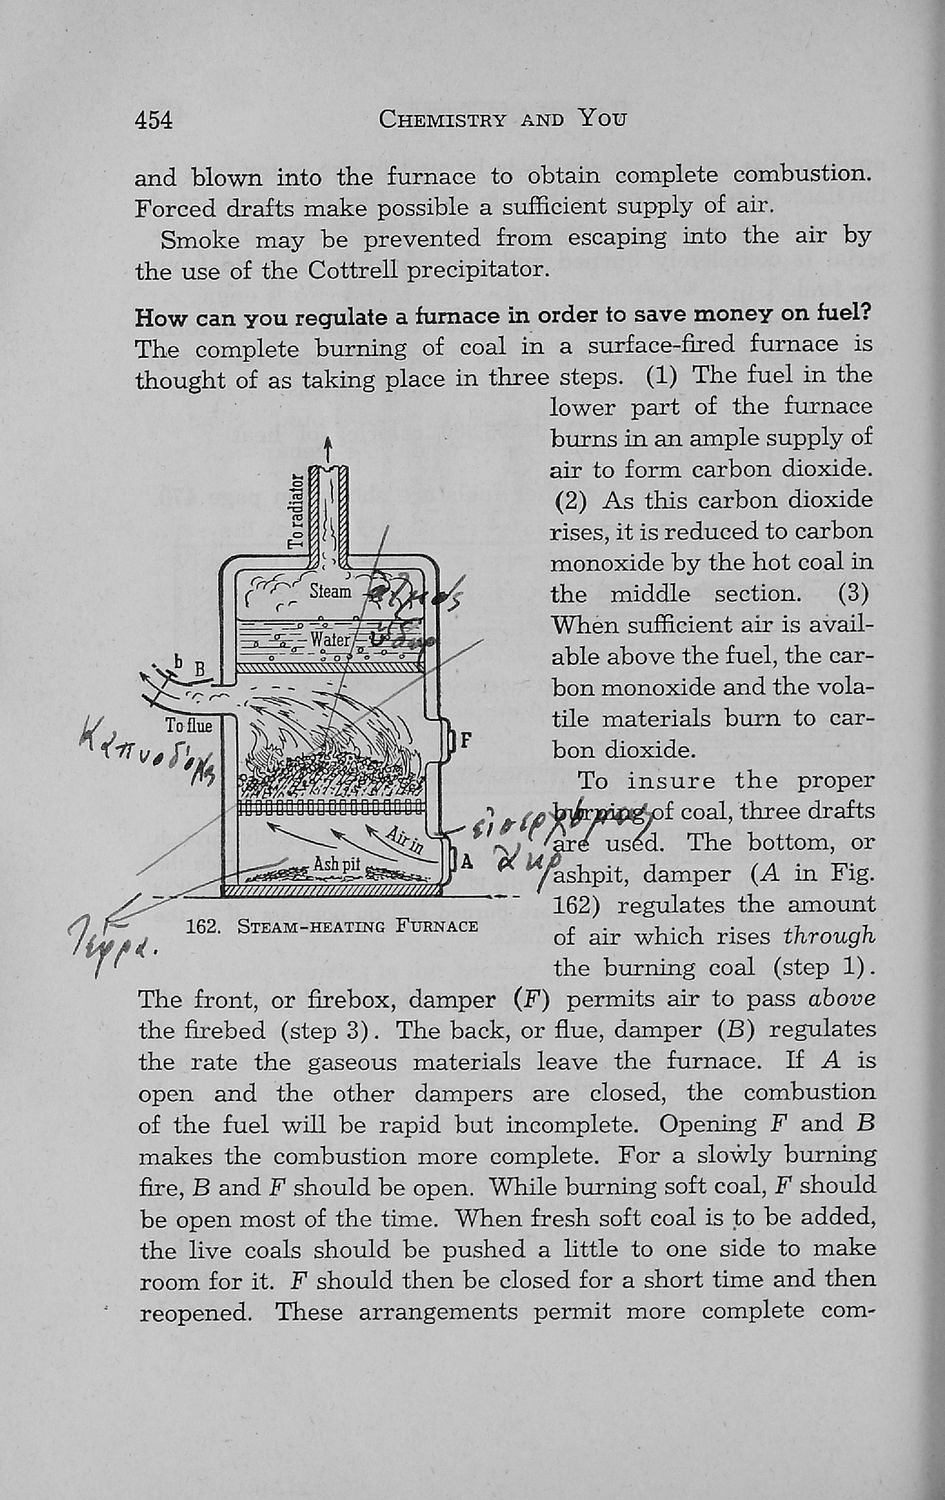 454
CHEMISTRY AND YOU
and blown into the furnace to obtain complete combustion.
Forced drafts make possible a sufficient supply of air.
Smoke may be prevented from escaping into the air by
the use of the Cottrell precipitator.
How can you regulate a furnace in order to save money on fuel?
The complete burning of coal in a surface-fired furnace is
thought of as taking place in three steps. (1) The fuel in the
lower part of the furnace
burns in an ample supply of
air to form carbon dioxide.
(2) As this carbon dioxide
rises, it is reduced to carbon
monoxide by the hot coal in
the middle section. (3)
When sufficient air is avail-
able above the fuel, the car-
bon monoxide and the vola-
tile materials burn to car-
bon dioxide.
To insure the proper
burning of coal, three drafts
are used. The bottom, or
ashpit, damper (A in Fig.
162) regulates the amount
of air which rises through
the burning coal (step 1).
To radiator
Steam ἀτμός
Water ὕδωρ
b B
To flue
Καπνοδόχη
F
Air in
εἰσερχόμενος
ἀήρ
Ash pit
A
Τέφρα.
162. STEAM-HEATING FURNACE
The front, or firebox, damper (F) permits air to pass above
the firebed (step 3). The back, or flue, damper (B) regulates
the rate the gaseous materials leave the furnace. If A is
open and the other dampers are closed, the combustion
of the fuel will be rapid but incomplete. Opening F and B
makes the combustion more complete. For a slowly burning
fire, B and F should be open. While burning soft coal, F should
be open most of the time. When fresh soft coal is to be added,
the live coals should be pushed a little to one side to make
room for it. F should then be closed for a short time and then
reopened. These arrangements permit more complete com-